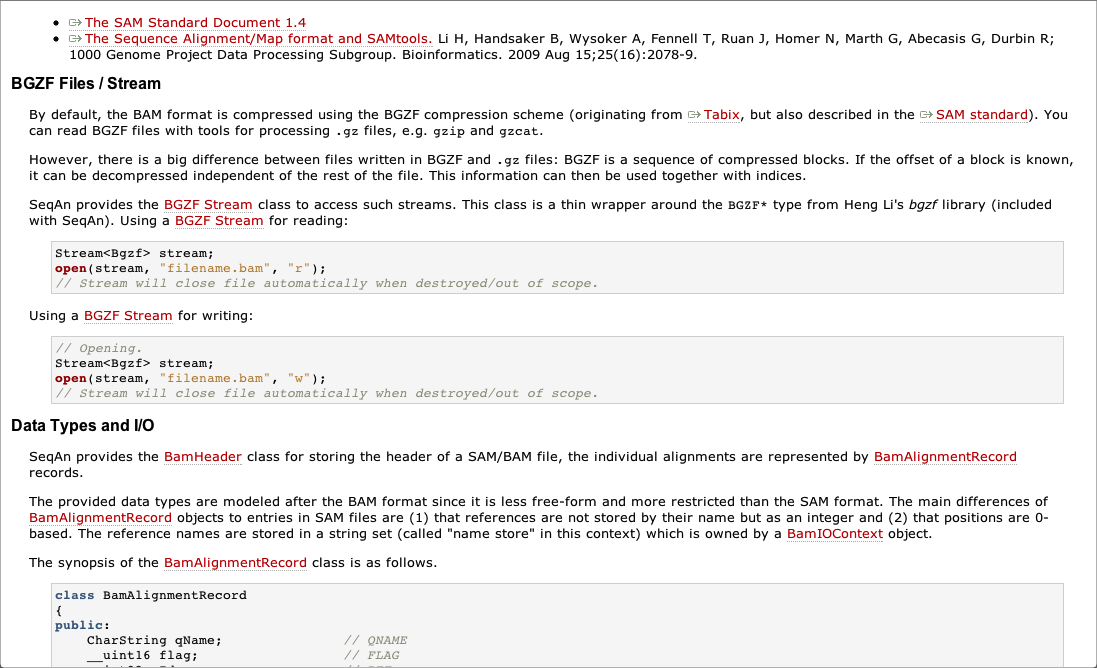 The SAM Standard Document 1.4
The Sequence Alignment/Map format and SAMtools. Li H, Handsaker B, Wysoker A, Fennell T, Ruan J, Homer N, Marth G, Abecasis G, Durbin R;
1000 Genome Project Data Processing Subgroup. Bioinformatics. 2009 Aug 15;25(16):2078-9.
BGZF Files / Stream
By default, the BAM format is compressed using the BGZF compression scheme (originating from Tabix, but also described in the SAM standard). You
can read BGZF files with tools for processing .gz files, e.g. gzip and gzcat.
However, there is a big difference between files written in BGZF and .gz files: BGZF is a sequence of compressed blocks. If the offset of a block is known,
it can be decompressed independent of the rest of the file. This information can then be used together with indices.
SeqAn provides the BGZF Stream class to access such streams. This class is a thin wrapper around the BGZF* type from Heng Li's bgzf library (included
with SeqAn). Using a BGZF Stream for reading:
Stream<Bgzf> stream;
open(stream, "filename.bam", "r");
// Stream will close file automatically when destroyed/out of scope.
Using a BGZF Stream for writing:
// Opening.
Stream<Bgzf> stream;
open(stream, "filename.bam", "w");
// Stream will close file automatically when destroyed/out of scope.
Data Types and I/O
SeqAn provides the BamHeader class for storing the header of a SAM/BAM file, the individual alignments are represented by BamAlignmentRecord
records.
The provided data types are modeled after the BAM format since it is less free-form and more restricted than the SAM format. The main differences of
BamAlignmentRecord objects to entries in SAM files are (1) that references are not stored by their name but as an integer and (2) that positions are 0-
based. The reference names are stored in a string set (called "name store" in this context) which is owned by a BamIOContext object.
The synopsis of the BamAlignmentRecord class is as follows.
class BamAlignmentRecord
{
public:
CharString qName; // QNAME
__uint16 flag; // FLAG